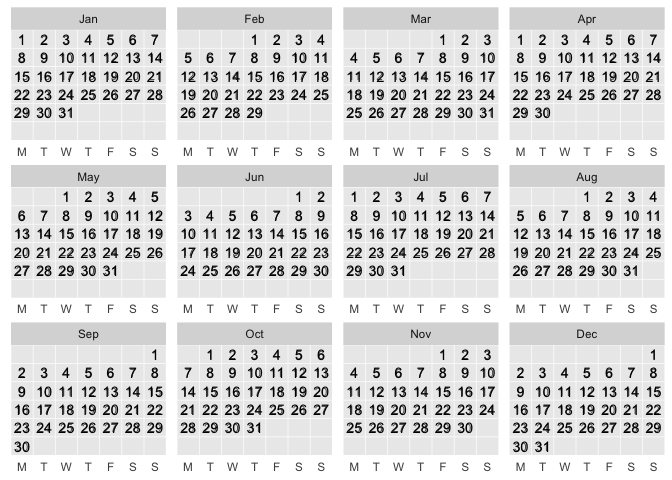 Jan
1 2 3 4 5 6 7
8 9 10 11 12 13 14
15 16 17 18 19 20 21
22 23 24 25 26 27 28
29 30 31
M T W T F S S
Feb
1 2 3 4
5 6 7 8 9 10 11
12 13 14 15 16 17 18
19 20 21 22 23 24 25
26 27 28 29
M T W T F S S
Mar
1 2 3
4 5 6 7 8 9 10
11 12 13 14 15 16 17
18 19 20 21 22 23 24
25 26 27 28 29 30 31
M T W T F S S
Apr
1 2 3 4 5 6 7
8 9 10 11 12 13 14
15 16 17 18 19 20 21
22 23 24 25 26 27 28
29 30
M T W T F S S
May
1 2 3 4 5
6 7 8 9 10 11 12
13 14 15 16 17 18 19
20 21 22 23 24 25 26
27 28 29 30 31
M T W T F S S
Jun
1 2
3 4 5 6 7 8 9
10 11 12 13 14 15 16
17 18 19 20 21 22 23
24 25 26 27 28 29 30
M T W T F S S
Jul
1 2 3 4 5 6 7
8 9 10 11 12 13 14
15 16 17 18 19 20 21
22 23 24 25 26 27 28
29 30 31
M T W T F S S
Aug
1 2 3 4
5 6 7 8 9 10 11
12 13 14 15 16 17 18
19 20 21 22 23 24 25
26 27 28 29 30 31
M T W T F S S
Sep
1
2 3 4 5 6 7 8
9 10 11 12 13 14 15
16 17 18 19 20 21 22
23 24 25 26 27 28 29
30
M T W T F S S
Oct
1 2 3 4 5 6
7 8 9 10 11 12 13
14 15 16 17 18 19 20
21 22 23 24 25 26 27
28 29 30 31
M T W T F S S
Nov
1 2 3
4 5 6 7 8 9 10
11 12 13 14 15 16 17
18 19 20 21 22 23 24
25 26 27 28 29 30
M T W T F S S
Dec
1
2 3 4 5 6 7 8
9 10 11 12 13 14 15
16 17 18 19 20 21 22
23 24 25 26 27 28 29
30 31
M T W T F S S